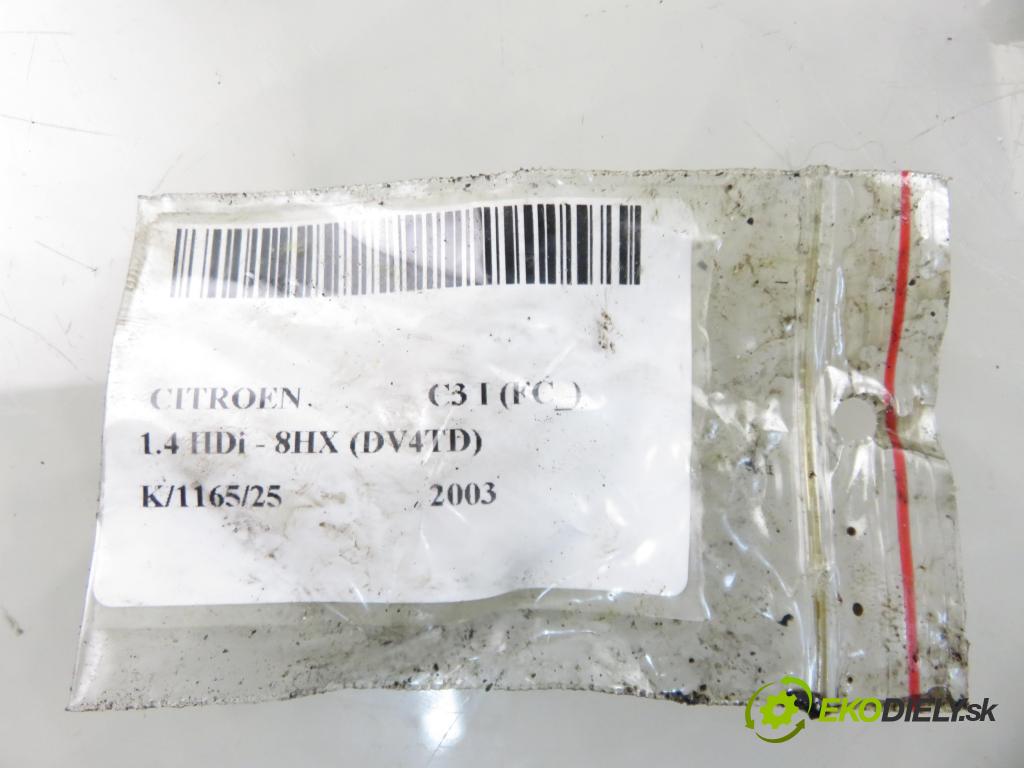 CITROEN C3 I (FC_)
1.4 HDi - 8HX (DV4TD)
K/1165/25 2003
EKODIELY.sk